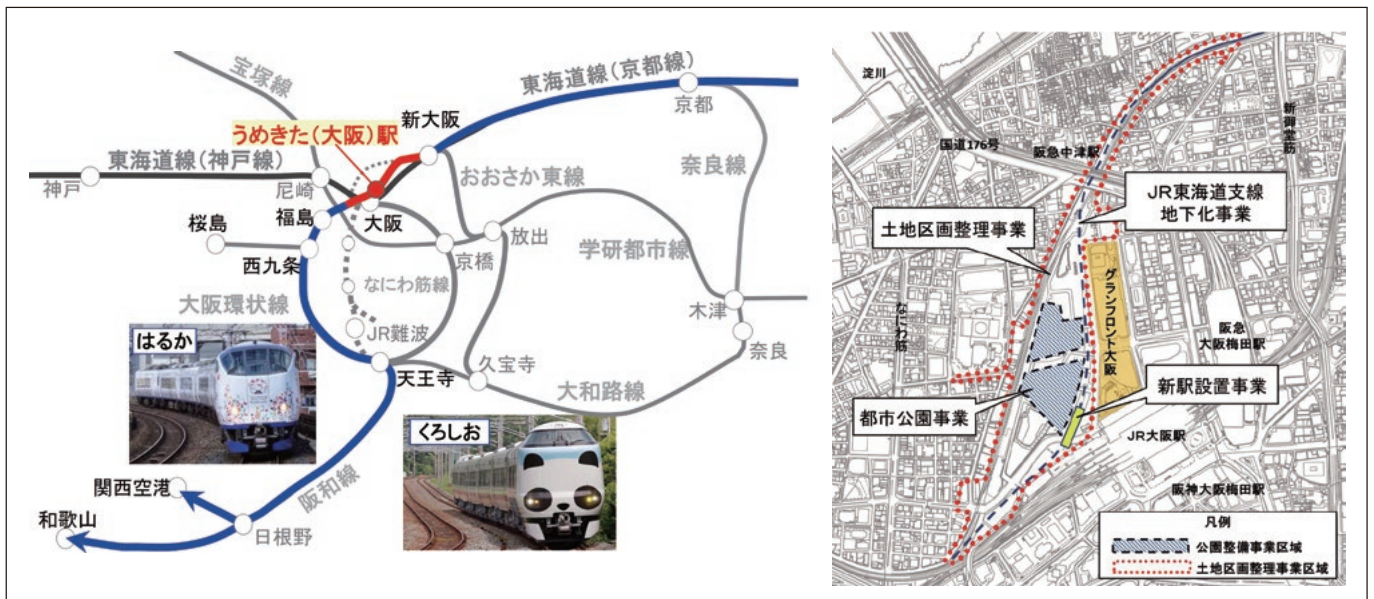 宝塚線
東海道線(京都線)
京都
新大阪
うめきた(大阪)駅
東海道線(神戸線)
神戸
尼崎
おおさか東線
奈良線
福島
大阪
桜島
放出
学研都市線
西九条
京橋
なにわ筋線
大阪環状線
木津
JR難波
奈良
はるか
久宝寺
天王寺
大和路線
くろしお
関西空港
阪和線
和歌山
日根野
淀川
新御堂筋
国道176号
阪急中津駅
JR東海道支線
地下化事業
土地区画整理事業
グランフロント大阪
なにわ筋
阪急
大阪梅田駅
新駅設置事業
都市公園事業
JR大阪駅
阪神大阪梅田駅
凡例
公園整備事業区域
土地区画整理事業区域